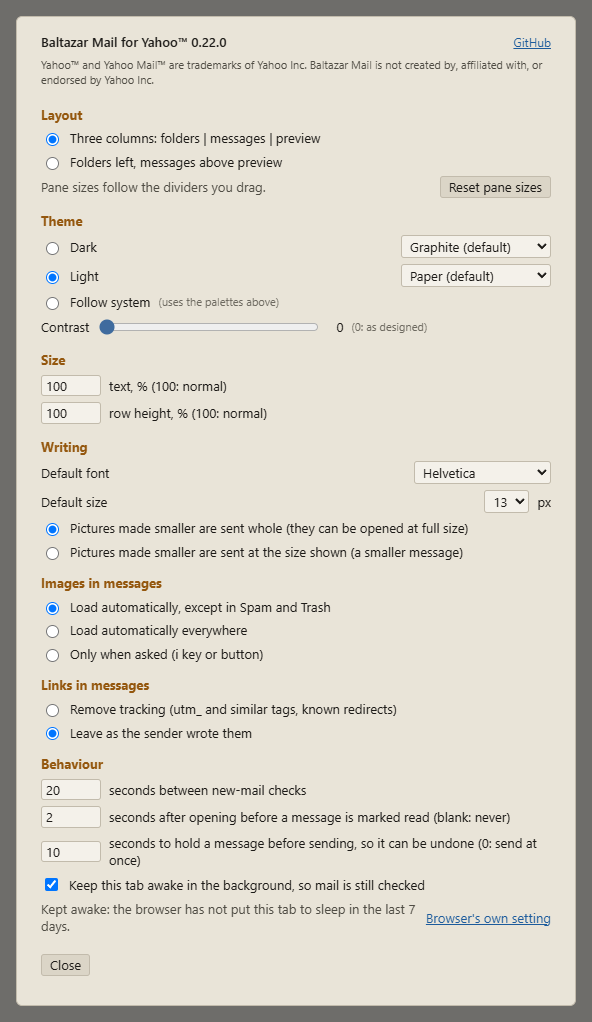 Baltazar Mail for Yahoo™ 0.22.0
GitHub
Yahoo™ and Yahoo Mail™ are trademarks of Yahoo Inc. Baltazar Mail is not created by, affiliated with, or
endorsed by Yahoo Inc.
Layout
Three columns: folders | messages | preview
Folders left, messages above preview
Pane sizes follow the dividers you drag.
Reset pane sizes
Theme
Dark
Graphite (default)
Light
Paper (default)
Follow system (uses the palettes above)
Contrast 0 (0: as designed)
Size
100 text, % (100: normal)
100 row height, % (100: normal)
Writing
Default font
Helvetica
Default size
13 px
Pictures made smaller are sent whole (they can be opened at full size)
Pictures made smaller are sent at the size shown (a smaller message)
Images in messages
Load automatically, except in Spam and Trash
Load automatically everywhere
Only when asked (i key or button)
Links in messages
Remove tracking (utm_ and similar tags, known redirects)
Leave as the sender wrote them
Behaviour
20 seconds between new-mail checks
2 seconds after opening before a message is marked read (blank: never)
10 seconds to hold a message before sending, so it can be undone (0: send at
once)
Keep this tab awake in the background, so mail is still checked
Kept awake: the browser has not put this tab to sleep in the last 7
days.
Browser's own setting
Close